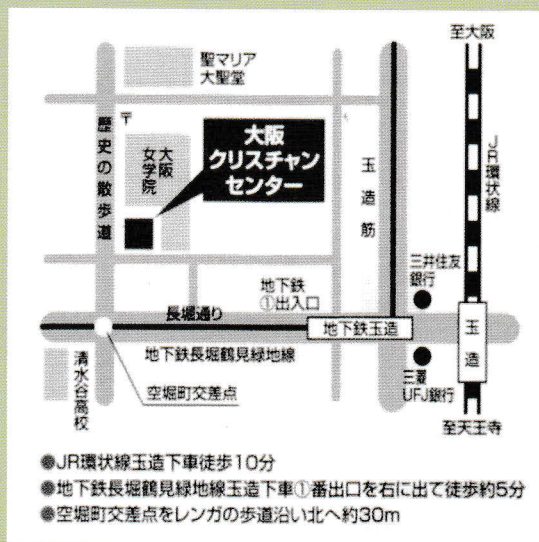 至大阪
聖マリア
大聖堂
〒
歴史の散歩道
大阪
女学院
大阪
クリスチャン
センター
玉造筋
JR環状線
三井住友
銀行
地下鉄
①出入口
長堀通り
地下鉄玉造
玉造
地下鉄長堀鶴見緑地線
清水谷高校
空堀町交差点
三菱
UFJ銀行
至天王寺
●JR環状線玉造下車徒歩10分
●地下鉄長堀鶴見緑地線玉造下車①番出口を右に出て徒歩約5分
●空堀町交差点をレンガの歩道沿い北へ約30m